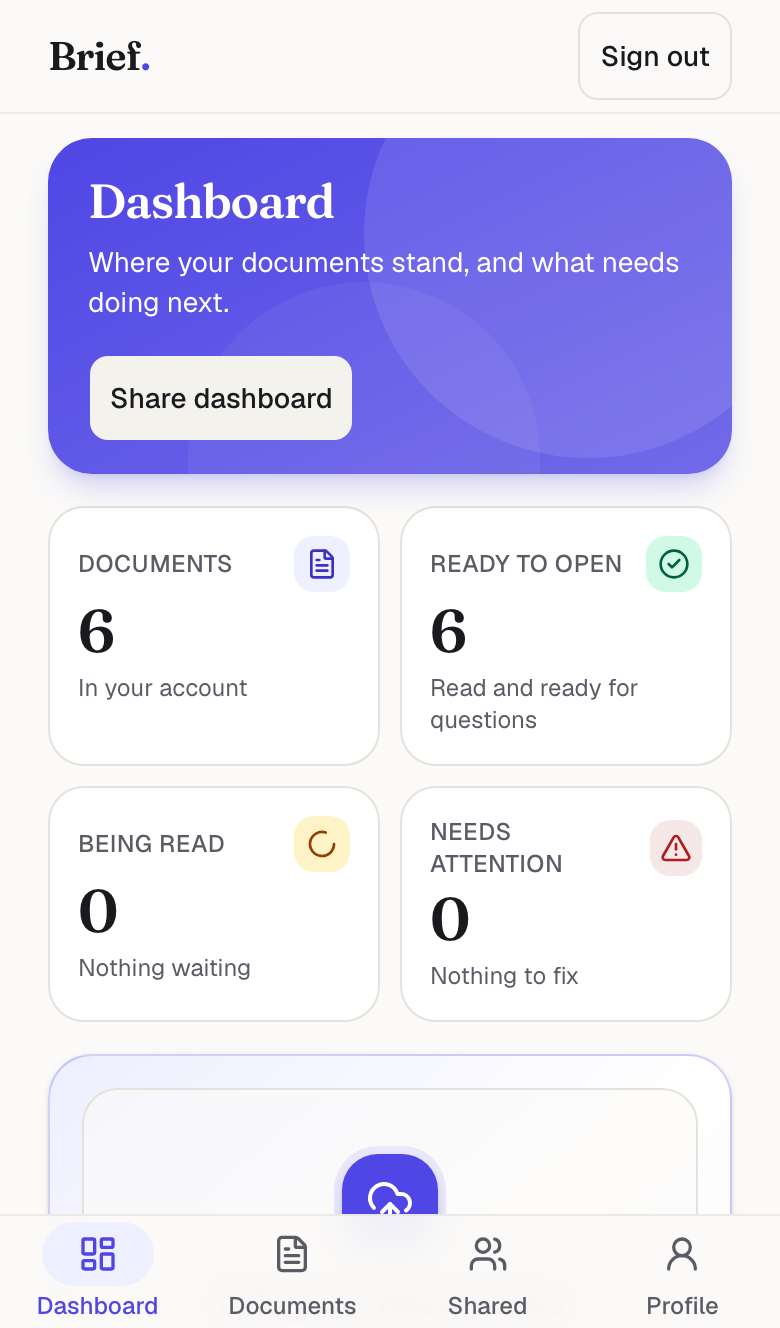 Brief.
Sign out
Dashboard
Where your documents stand, and what needs
doing next.
Share dashboard
DOCUMENTS
6
In your account
READY TO OPEN
6
Read and ready for
questions
BEING READ
0
Nothing waiting
NEEDS
ATTENTION
0
Nothing to fix
Dashboard
Documents
Shared
Profile